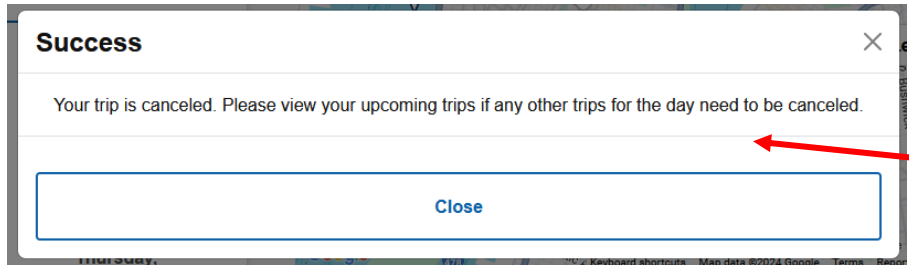 Success
Your trip is canceled. Please view your upcoming trips if any other trips for the day need to be canceled.
Close
Thursday,
Keyboard shortcuts Map data ©2024 Google Terms